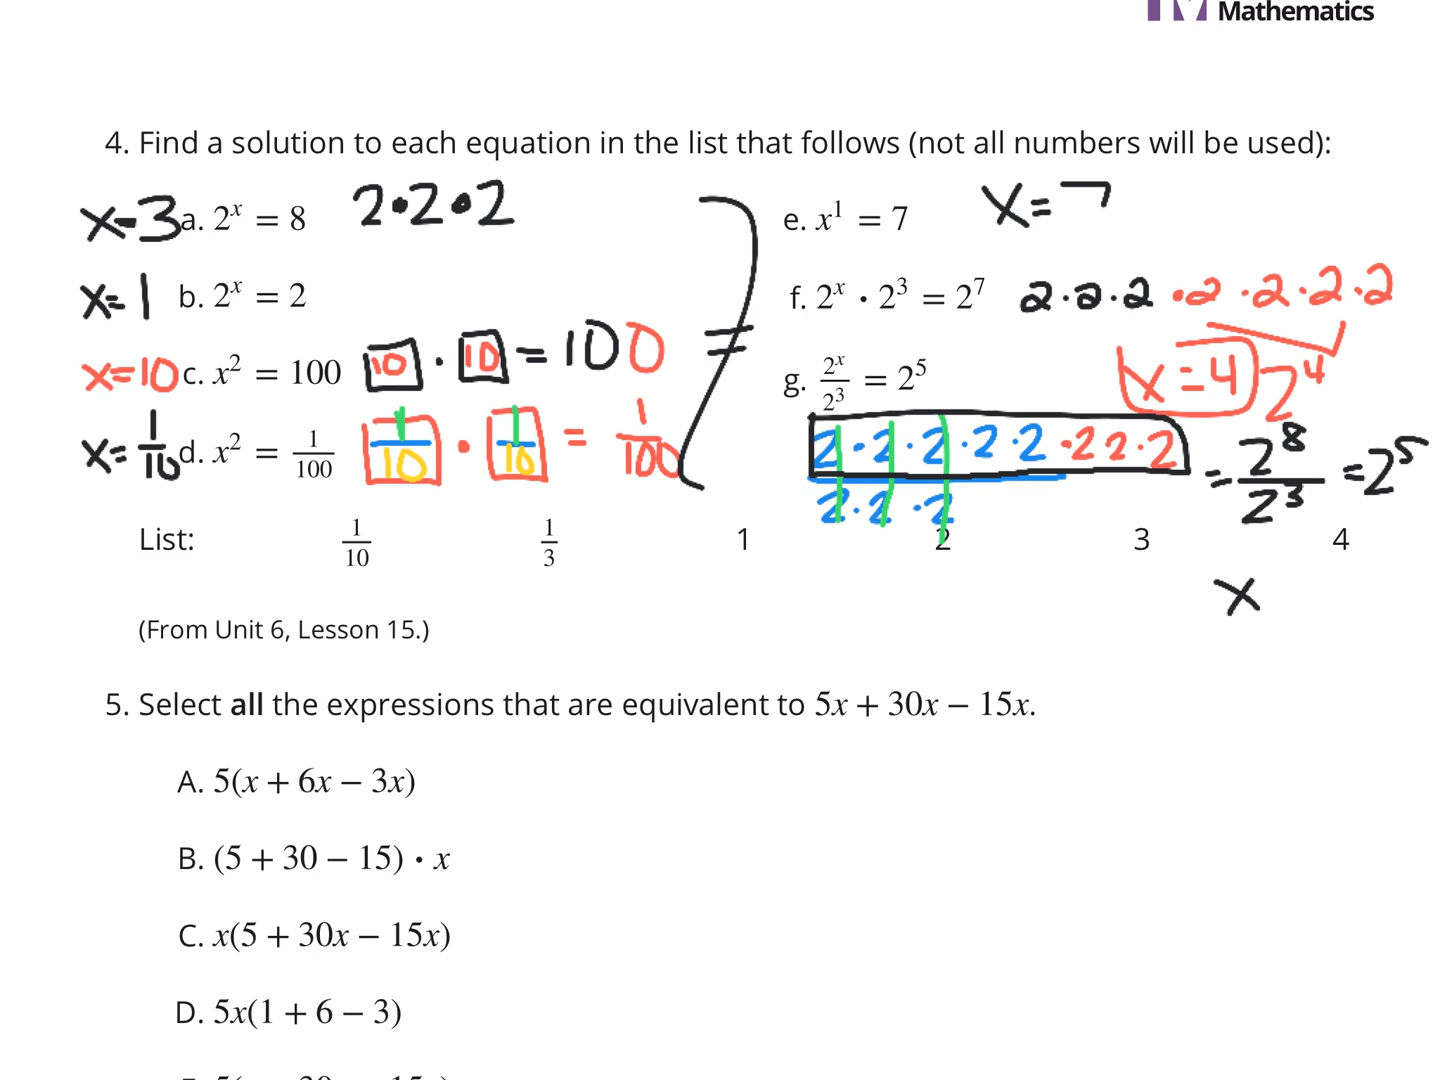 Mathematics
4. Find a solution to each equation in the list that follows (not all numbers will be used):
x=3 a. 2^x = 8 2·2·2
e. x^1 = 7 x=7
x=1 b. 2^x = 2
f. 2^x · 2^3 = 2^7 2·2·2·2·2·2·2
x=10 c. x^2 = 100 10 · 10 = 100
x=4 2^4
g. 2^x/2^3 = 2^5
x=1/10 d. x^2 = 1/100 1/10 · 1/10 = 1/100
2·2·2·2·2·2 2·2
2·2·2
= 2^8/2^3 = 2^5
List: 1/10 1/3 1 2 3 4
x
(From Unit 6, Lesson 15.)
5. Select all the expressions that are equivalent to 5x + 30x − 15x.
A. 5(x + 6x − 3x)
B. (5 + 30 − 15) · x
C. x(5 + 30x − 15x)
D. 5x(1 + 6 − 3)